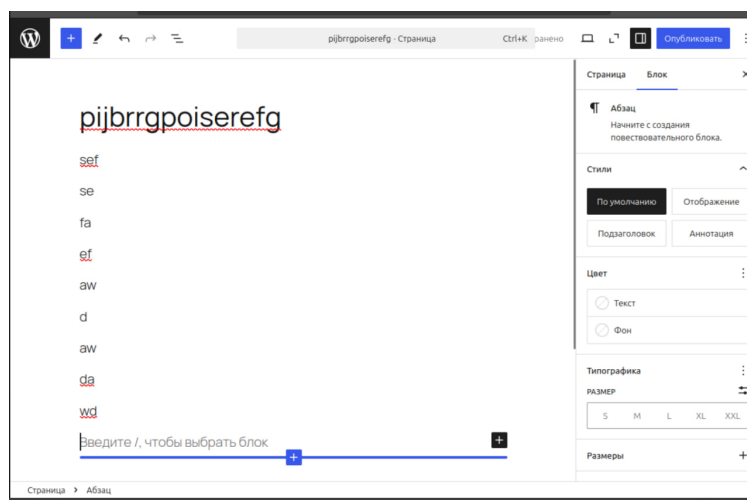 pijbrrgpoiserefg · Страница Ctrl+K ранено Опубликовать
Страница Блок
pijbrrgpoiserefg
sef
se
fa
ef
aw
d
aw
da
wd
Введите /, чтобы выбрать блок
Абзац
Начните с создания
повествовательного блока.
Стили
По умолчанию Отображение
Подзаголовок Аннотация
Цвет
Текст
Фон
Типографика
РАЗМЕР
S M L XL XXL
Размеры
Страница > Абзац